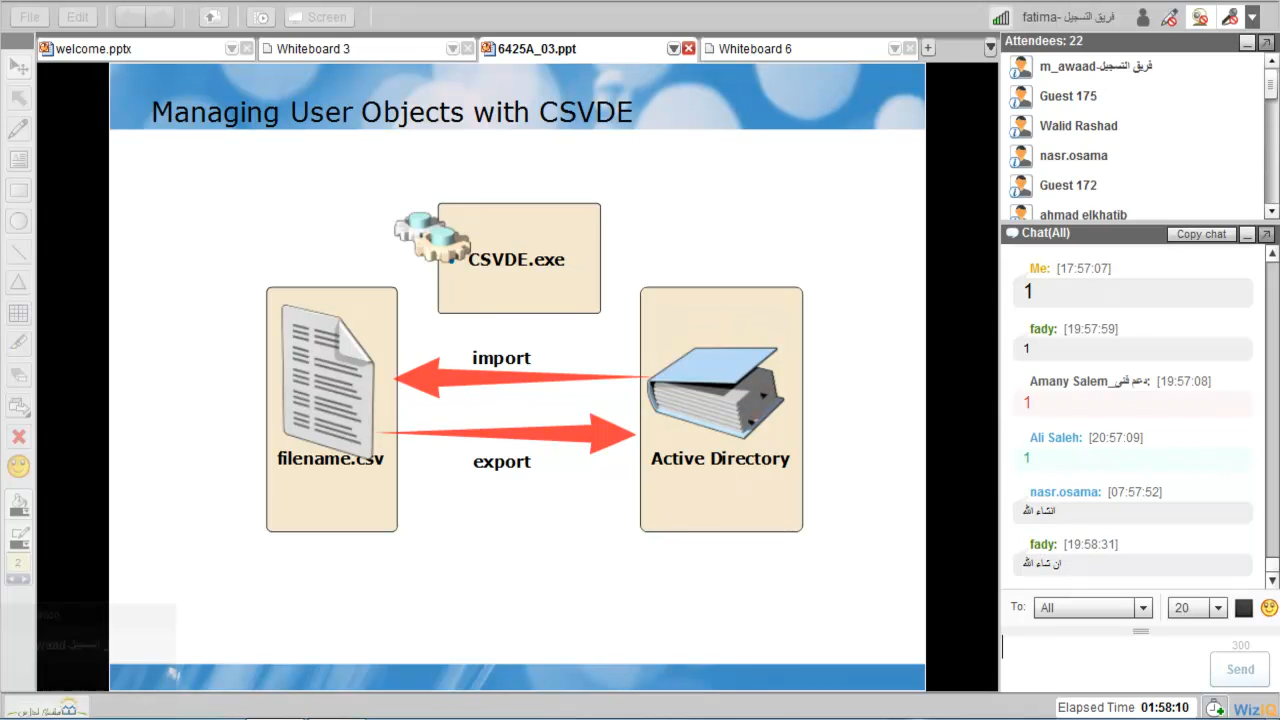 File
Edit
Screen
fatima- فريق التسجيل
welcome.pptx
Whiteboard 3
6425A_03.ppt
Whiteboard 6
Attendees: 22
m_awaad-فريق التسجيل
Guest 175
Walid Rashad
nasr.osama
Guest 172
ahmad elkhatib
Managing User Objects with CSVDE
CSVDE.exe
import
export
filename.csv
Active Directory
Chat(All)
Copy chat
Me: [17:57:07]
1
fady: [19:57:59]
1
Amany Salem_دعم فنى: [19:57:08]
1
Ali Saleh: [20:57:09]
1
nasr.osama: [07:57:52]
انشاء الله
fady: [19:58:31]
ان شاء الله
To:
All
20
300
Send
2
Elapsed Time 01:58:10
WizIQ